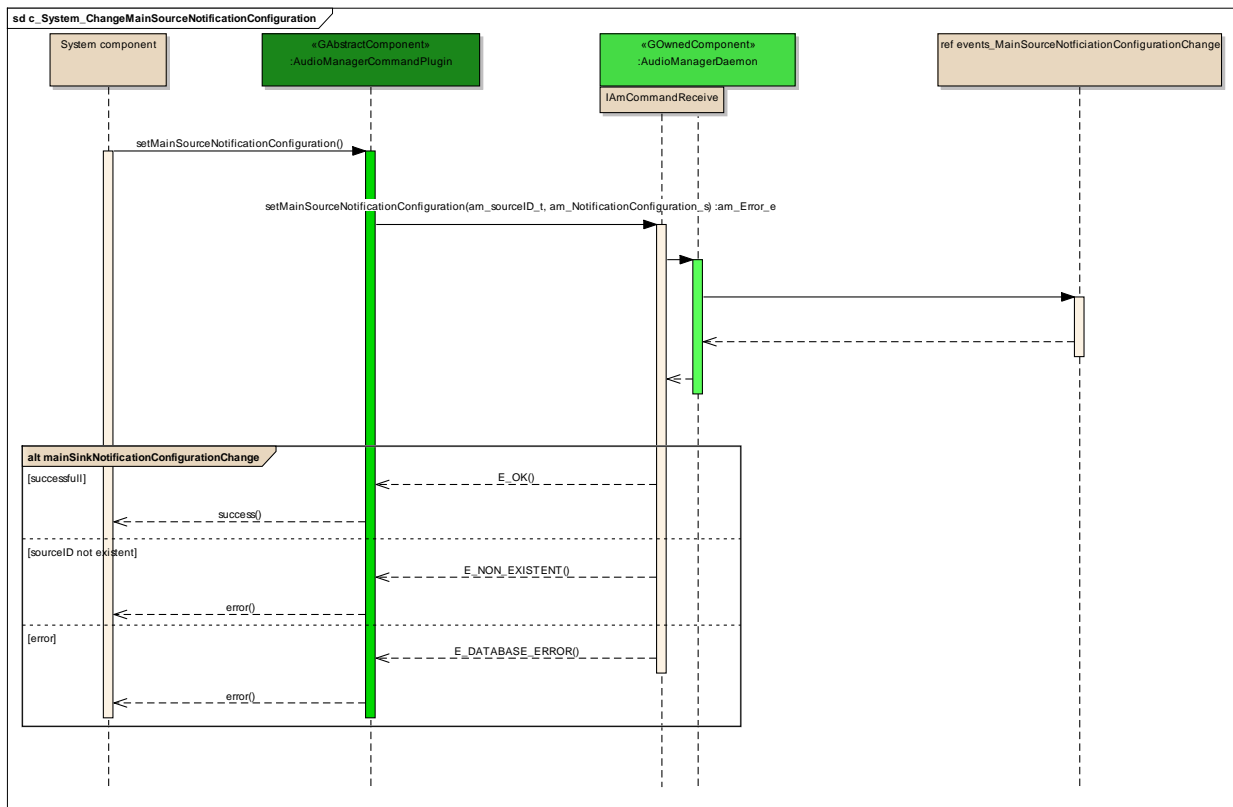 sd c_System_ChangeMainSourceNotificationConfiguration
System component
«GAbstractComponent»
:AudioManagerCommandPlugin
«GOwnedComponent»
:AudioManagerDaemon
IAmCommandReceive
ref events_MainSourceNotficiationConfigurationChange
setMainSourceNotificationConfiguration()
setMainSourceNotificationConfiguration(am_sourceID_t, am_NotificationConfiguration_s) :am_Error_e
alt mainSinkNotificationConfigurationChange
[successfull]
E_OK()
success()
[sourceID not existent]
E_NON_EXISTENT()
error()
[error]
E_DATABASE_ERROR()
error()